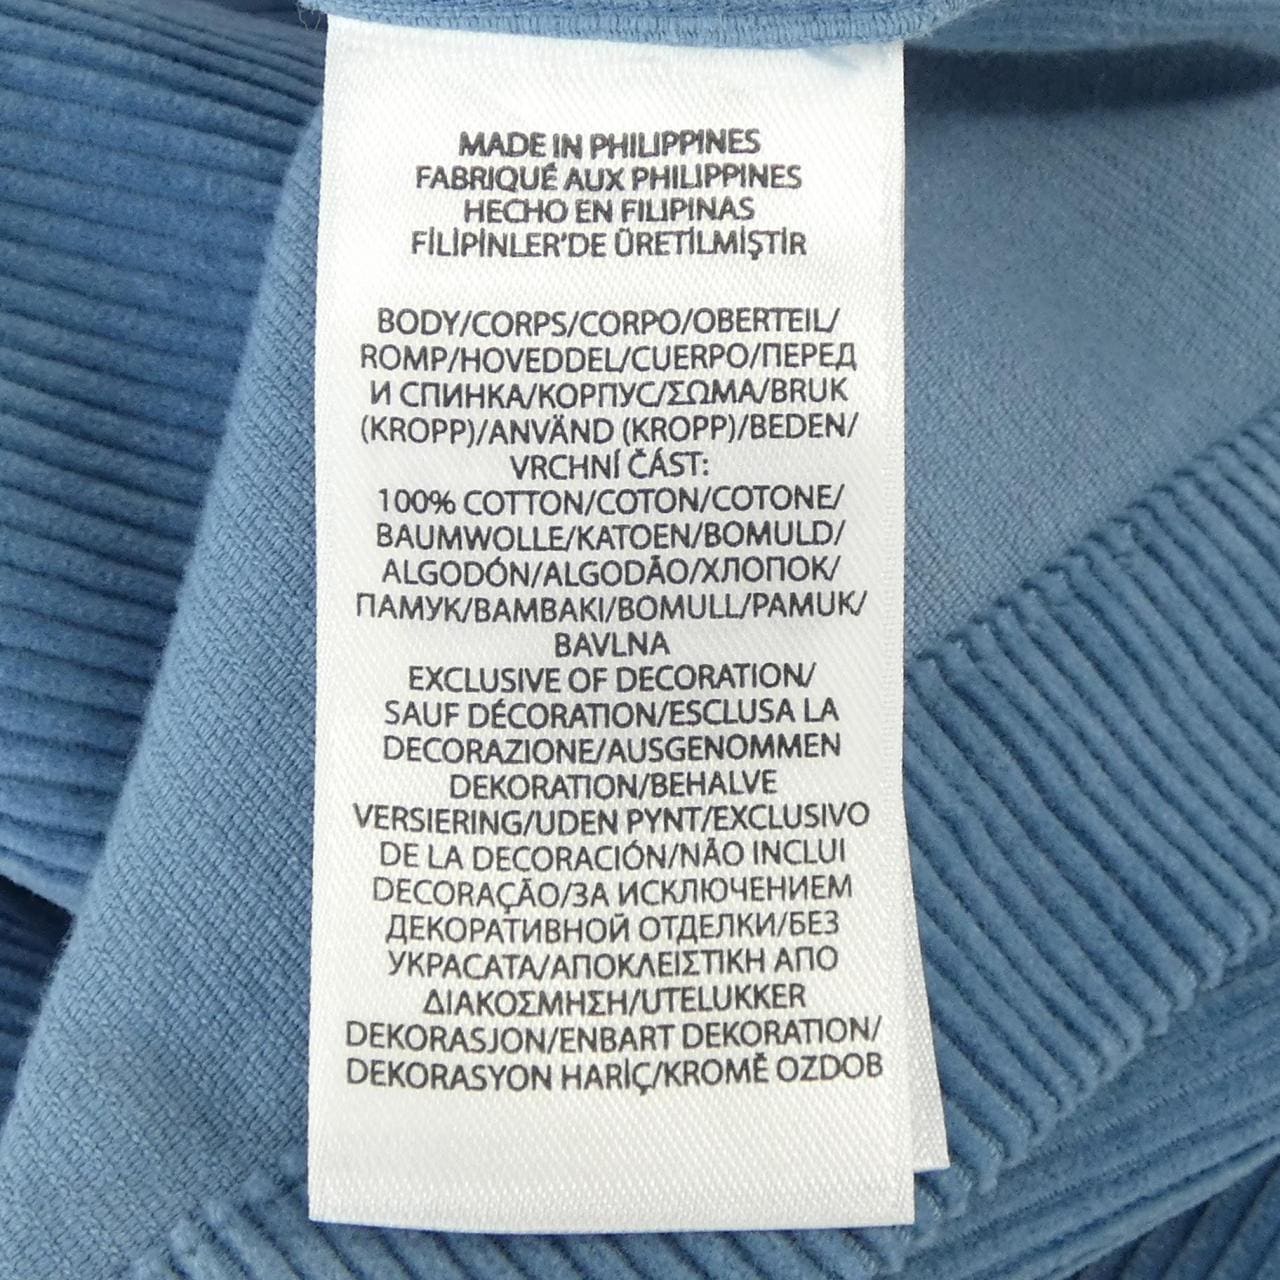 MADE IN PHILIPPINES
FABRIQUÉ AUX PHILIPPINES
HECHO EN FILIPINAS
FİLİPİNLER'DE ÜRETİLMİŞTİR
BODY/CORPS/CORPO/OBERTEIL/
ROMP/HOVEDDEL/CUERPO/ПЕРЕД
И СПИНКА/КОРПУС/ΣΩΜΑ/BRUK
(KROPP)/ANVÄND (KROPP)/BEDEN/
VRCHNÍ ČÁST:
100% COTTON/COTON/COTONE/
BAUMWOLLE/KATOEN/BOMULD/
ALGODÓN/ALGODÃO/ХЛОПОК/
ПАМУК/BAMBAKI/BOMULL/PAMUK/
BAVLNA
EXCLUSIVE OF DECORATION/
SAUF DÉCORATION/ESCLUSA LA
DECORAZIONE/AUSGENOMMEN
DEKORATION/BEHALVE
VERSIERING/UDEN PYNT/EXCLUSIVO
DE LA DECORACIÓN/NÃO INCLUI
DECORAÇÃO/ЗА ИСКЛЮЧЕНИЕМ
ДЕКОРАТИВНОЙ ОТДЕЛКИ/БЕЗ
УКРАСАТА/ΑΠΟΚΛΕΙΣΤΙΚΗ ΑΠΟ
ΔΙΑΚΟΣΜΗΣΗ/UTELUKKER
DEKORASJON/ENBART DEKORATION/
DEKORASYON HARİÇ/KROMĚ OZDOB